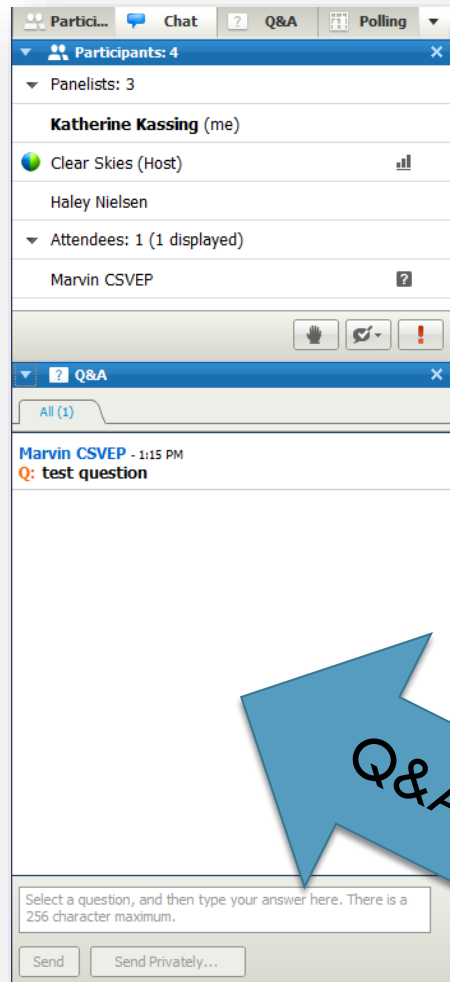 Partici... Chat ? Q&A Polling
Participants: 4
Panelists: 3
Katherine Kassing (me)
Clear Skies (Host)
Haley Nielsen
Attendees: 1 (1 displayed)
Marvin CSVEP ?
!
? Q&A
All (1)
Marvin CSVEP - 1:15 PM
Q: test question
Q&A
Select a question, and then type your answer here. There is a
256 character maximum.
Send Send Privately...